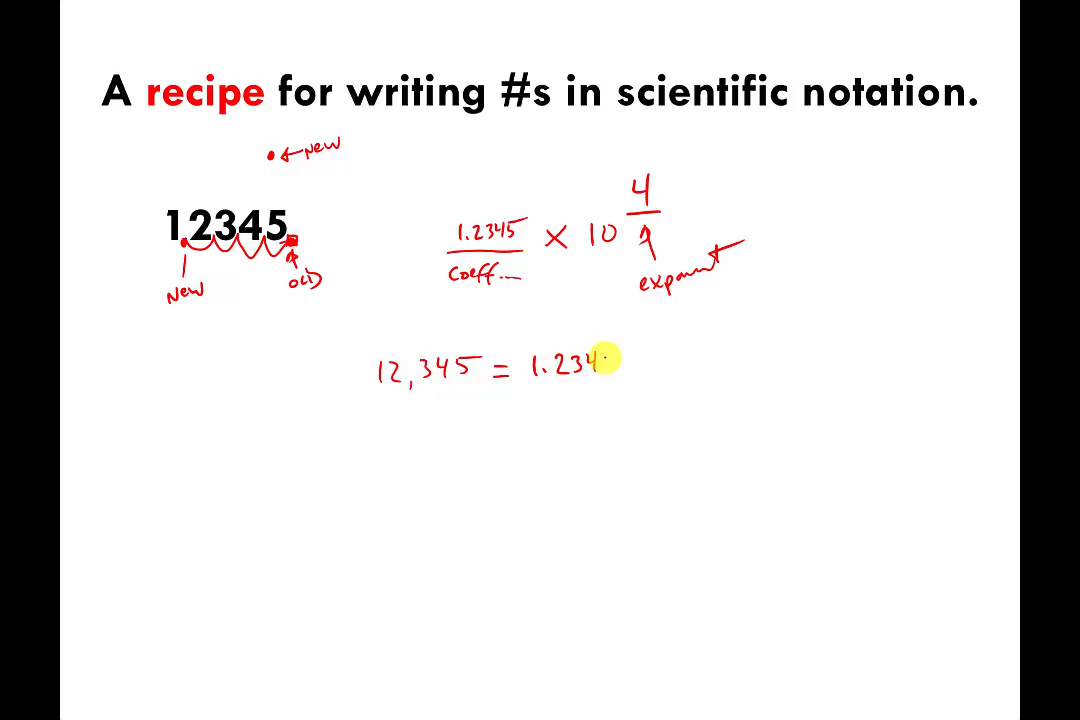 A recipe for writing #s in scientific notation.
• ← New
12345
New
OLD
1.2345 × 10 4
coeff...
exponent
12,345 = 1.234